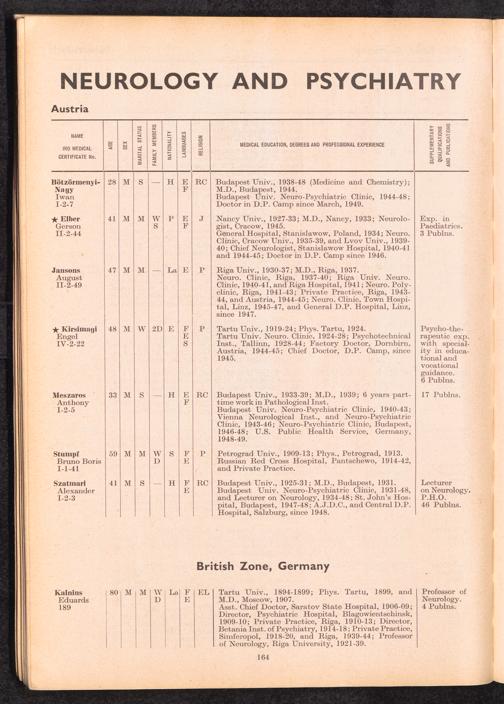 NEUROLOGY AND PSYCHIATRY
Austria
NAME
IRO MEDICAL
CERTIFICATE No.
AGE
SEX
MARITAL STATUS
FAMILY MEMBERS
NATIONALITY
LANGUAGES
RELIGION
MEDICAL EDUCATION, DEGREES AND PROFESSIONAL EXPERIENCE
SUPPLEMENTARY
QUALIFICATIONS
AND PUBLICATIONS
Bötzörmenyi-
Nagy
Iwan
I-2-7
28 M S — H E RC
F
Budapest Univ., 1938-48 (Medicine and Chemistry);
M.D., Budapest, 1944.
Budapest Univ. Neuro-Psychiatric Clinic, 1944-48;
Doctor in D.P. Camp since March, 1949.
★ Elber
Gerson
II-2-44
41 M M W P E J
S F
Nancy Univ., 1927-33; M.D., Nancy, 1933; Neurolo-
gist, Cracow, 1945.
General Hospital, Stanislawow, Poland, 1934; Neuro.
Clinic, Cracow Univ., 1935-39, and Lvov Univ., 1939-
40; Chief Neurologist, Stanislawow Hospital, 1940-41
and 1944-45; Doctor in D.P. Camp since 1946.
Exp. in
Paediatrics.
3 Publns.
Jansons
August
II-2-49
47 M M — La E P
Riga Univ., 1930-37; M.D., Riga, 1937.
Neuro. Clinic, Riga, 1937-40; Riga Univ. Neuro.
Clinic, 1940-41, and Riga Hospital, 1941; Neuro. Poly-
clinic, Riga, 1941-43; Private Practice, Riga, 1943-
44, and Austria, 1944-45; Neuro. Clinic, Town Hospi-
tal, Linz, 1945-47, and General D.P. Hospital, Linz,
since 1947.
★ Kirsimagi
Engel
IV-2-22
48 M W 2D E F P
E
S
Tartu Univ., 1919-24; Phys. Tartu, 1924.
Tartu Univ. Neuro. Clinic, 1924-28; Psychotechnical
Inst., Tallinn, 1928-44; Factory Doctor, Dornbirn,
Austria, 1944-45; Chief Doctor, D.P. Camp, since
1945.
Psycho-the-
rapeutic exp.
with special-
ity in educa-
tional and
vocational
guidance.
6 Publns.
Meszaros
Anthony
I-2-5
33 M S — H E RC
F
Budapest Univ., 1933-39; M.D., 1939; 6 years part-
time work in Pathological Inst.
Budapest Univ. Neuro-Psychiatric Clinic, 1940-43;
Vienna Neurological Inst., and Neuro-Psychiatric
Clinic, 1943-46; Neuro-Psychiatric Clinic, Budapest,
1946-48; U.S. Public Health Service, Germany,
1948-49.
17 Publns.
Stumpf
Bruno Boris
I-1-41
59 M M W S F P
D E
Petrograd Univ., 1909-13; Phys., Petrograd, 1913.
Russian Red Cross Hospital, Pantschewo, 1914-42,
and Private Practice.
Szatmari
Alexander
I-2-3
41 M S — H F RC
E
Budapest Univ., 1925-31; M.D., Budapest, 1931.
Budapest Univ. Neuro-Psychiatric Clinic, 1931-48,
and Lecturer on Neurology, 1934-48; St. John's Hos-
pital, Budapest, 1947-48; A.J.D.C., and Central D.P.
Hospital, Salzburg, since 1948.
Lecturer
on Neurology.
P.H.O.
46 Publns.
British Zone, Germany
Kalnins
Eduards
189
80 M M W La F EL
D E
Tartu Univ., 1894-1899; Phys. Tartu, 1899, and
M.D., Moscow, 1907.
Asst. Chief Doctor, Saratov State Hospital, 1906-09;
Director, Psychiatric Hospital, Blagowientschinsk,
1909-10; Private Practice, Riga, 1910-13; Director,
Betania Inst. of Psychiatry, 1914-18; Private Practice,
Simferopol, 1918-20, and Riga, 1939-44; Professor
of Neurology, Riga University, 1921-39.
Professor of
Neurology.
4 Publns.
164